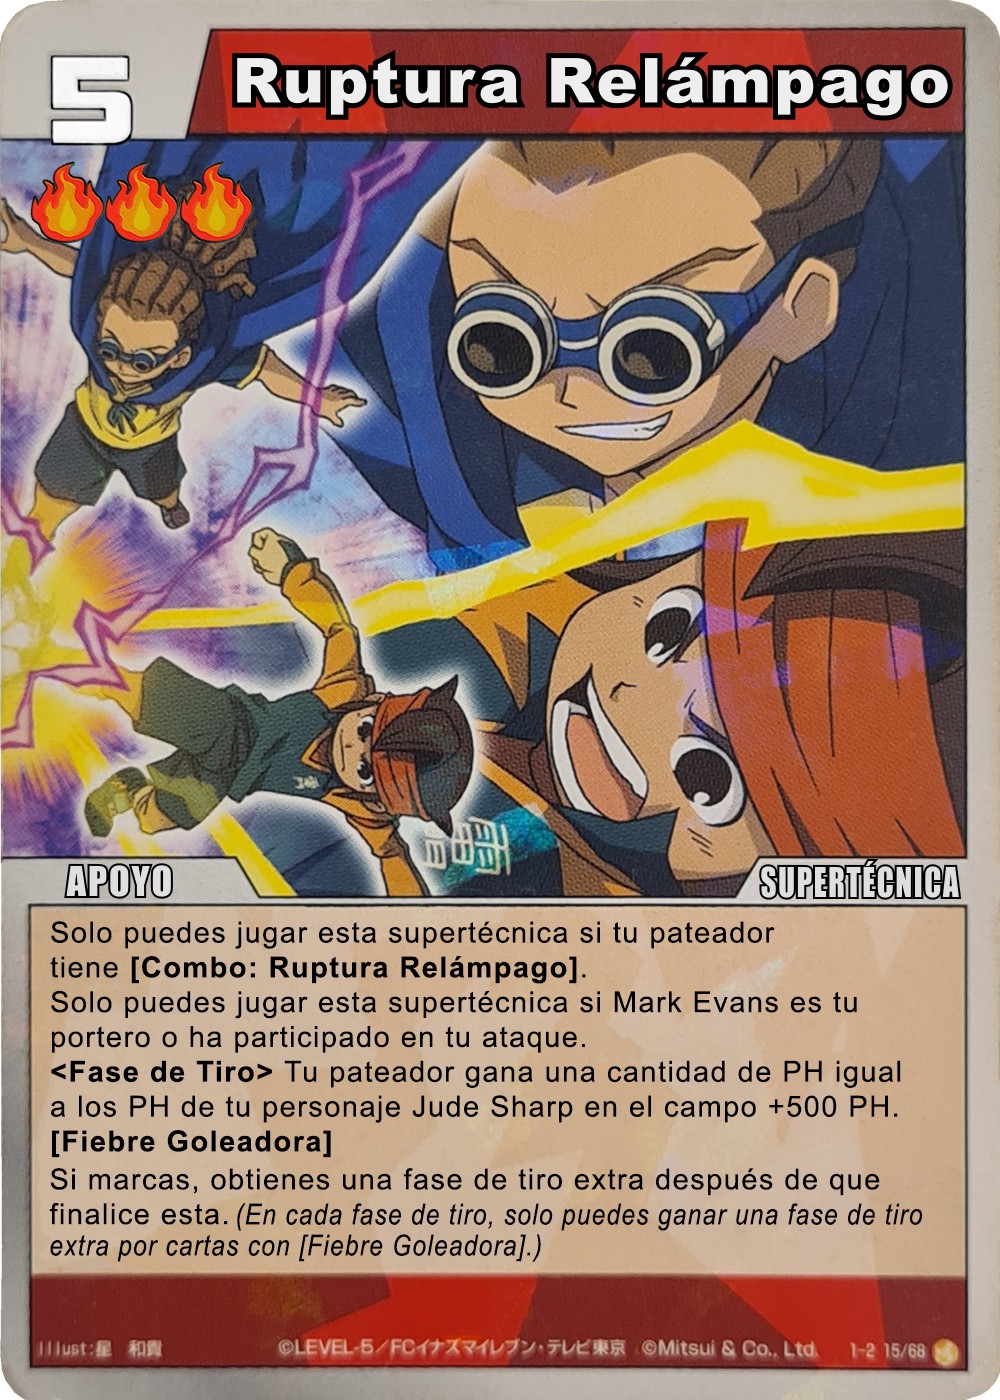 5
Ruptura Relámpago
APOYO
SUPERTÉCNICA
Solo puedes jugar esta supertécnica si tu pateador
tiene [Combo: Ruptura Relámpago].
Solo puedes jugar esta supertécnica si Mark Evans es tu
portero o ha participado en tu ataque.
<Fase de Tiro> Tu pateador gana una cantidad de PH igual
a los PH de tu personaje Jude Sharp en el campo +500 PH.
[Fiebre Goleadora]
Si marcas, obtienes una fase de tiro extra después de que
finalice esta. (En cada fase de tiro, solo puedes ganar una fase de tiro
extra por cartas con [Fiebre Goleadora].)
Illust:星 和貴 ©LEVEL-5/FCイナズマイレブン・テレビ東京 ©Mitsui & Co., Ltd. 1-2 15/68